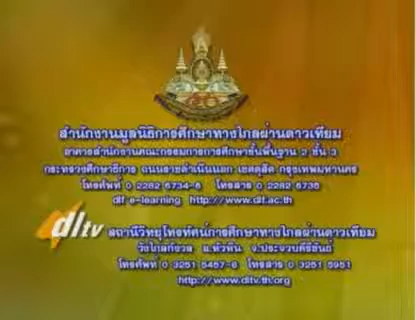 สำนักงานมูลนิธิการศึกษาทางไกลผ่านดาวเทียม
อาคารสำนักงานคณะกรรมการการศึกษาขั้นพื้นฐาน 2 ชั้น 3
กระทรวงศึกษาธิการ ถนนราชดำเนินนอก เขตดุสิต กรุงเทพมหานคร
โทรศัพท์ 0 2282 6734-6 โทรสาร 0 2282 6735
dlf e-learning http://www.dlf.ac.th
dltv สถานีวิทยุโทรทัศน์การศึกษาทางไกลผ่านดาวเทียม
วังไกลกังวล อ.หัวหิน จ.ประจวบคีรีขันธ์
โทรศัพท์ 0 3251 5457-8 โทรสาร 0 3251 5951
http://www.dltv.th.org